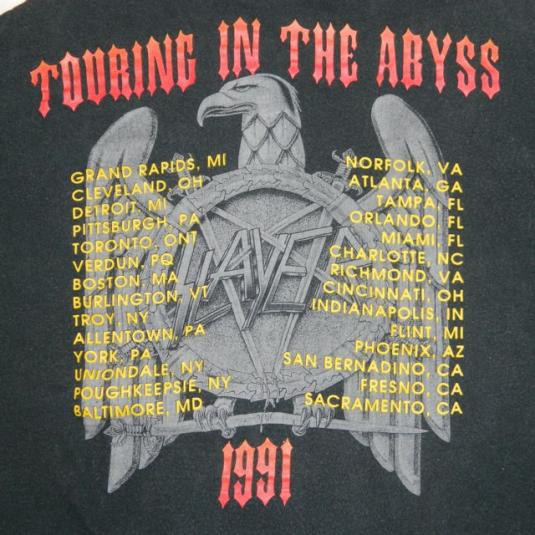 TOURING IN THE ABYSS
GRAND RAPIDS, MI
CLEVELAND, OH
DETROIT, MI
PITTSBURGH, PA
TORONTO, ONT
VERDUN, PQ
BOSTON, MA
BURLINGTON, VT
TROY, NY
ALLENTOWN, PA
YORK, PA
UNIONDALE, NY
POUGHKEEPSIE, NY
BALTIMORE, MD
SLAYER
NORFOLK, VA
ATLANTA, GA
TAMPA, FL
ORLANDO, FL
MIAMI, FL
CHARLOTTE, NC
RICHMOND, VA
CINCINNATI, OH
INDIANAPOLIS, IN
FLINT, MI
PHOENIX, AZ
SAN BERNADINO, CA
FRESNO, CA
SACRAMENTO, CA
1991